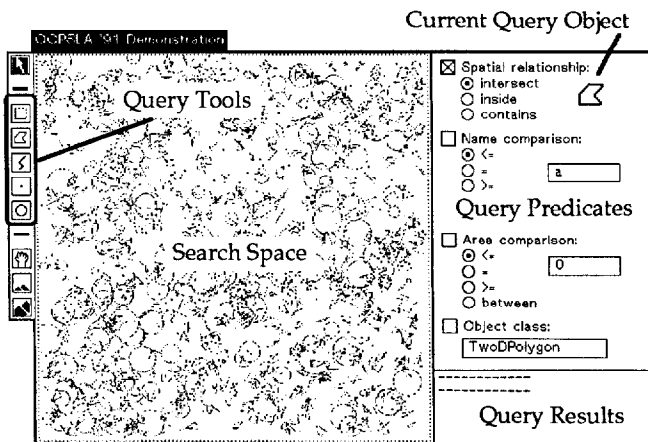 Current Query Object
OOPSLA '91 Demonstration
Spatial relationship:
intersect
inside
contains
Query Tools
Name comparison:
<=
=
>=
a
Query Predicates
Search Space
Area comparison:
<=
=
>=
between
0
Object class:
TwoDPolygon
Query Results